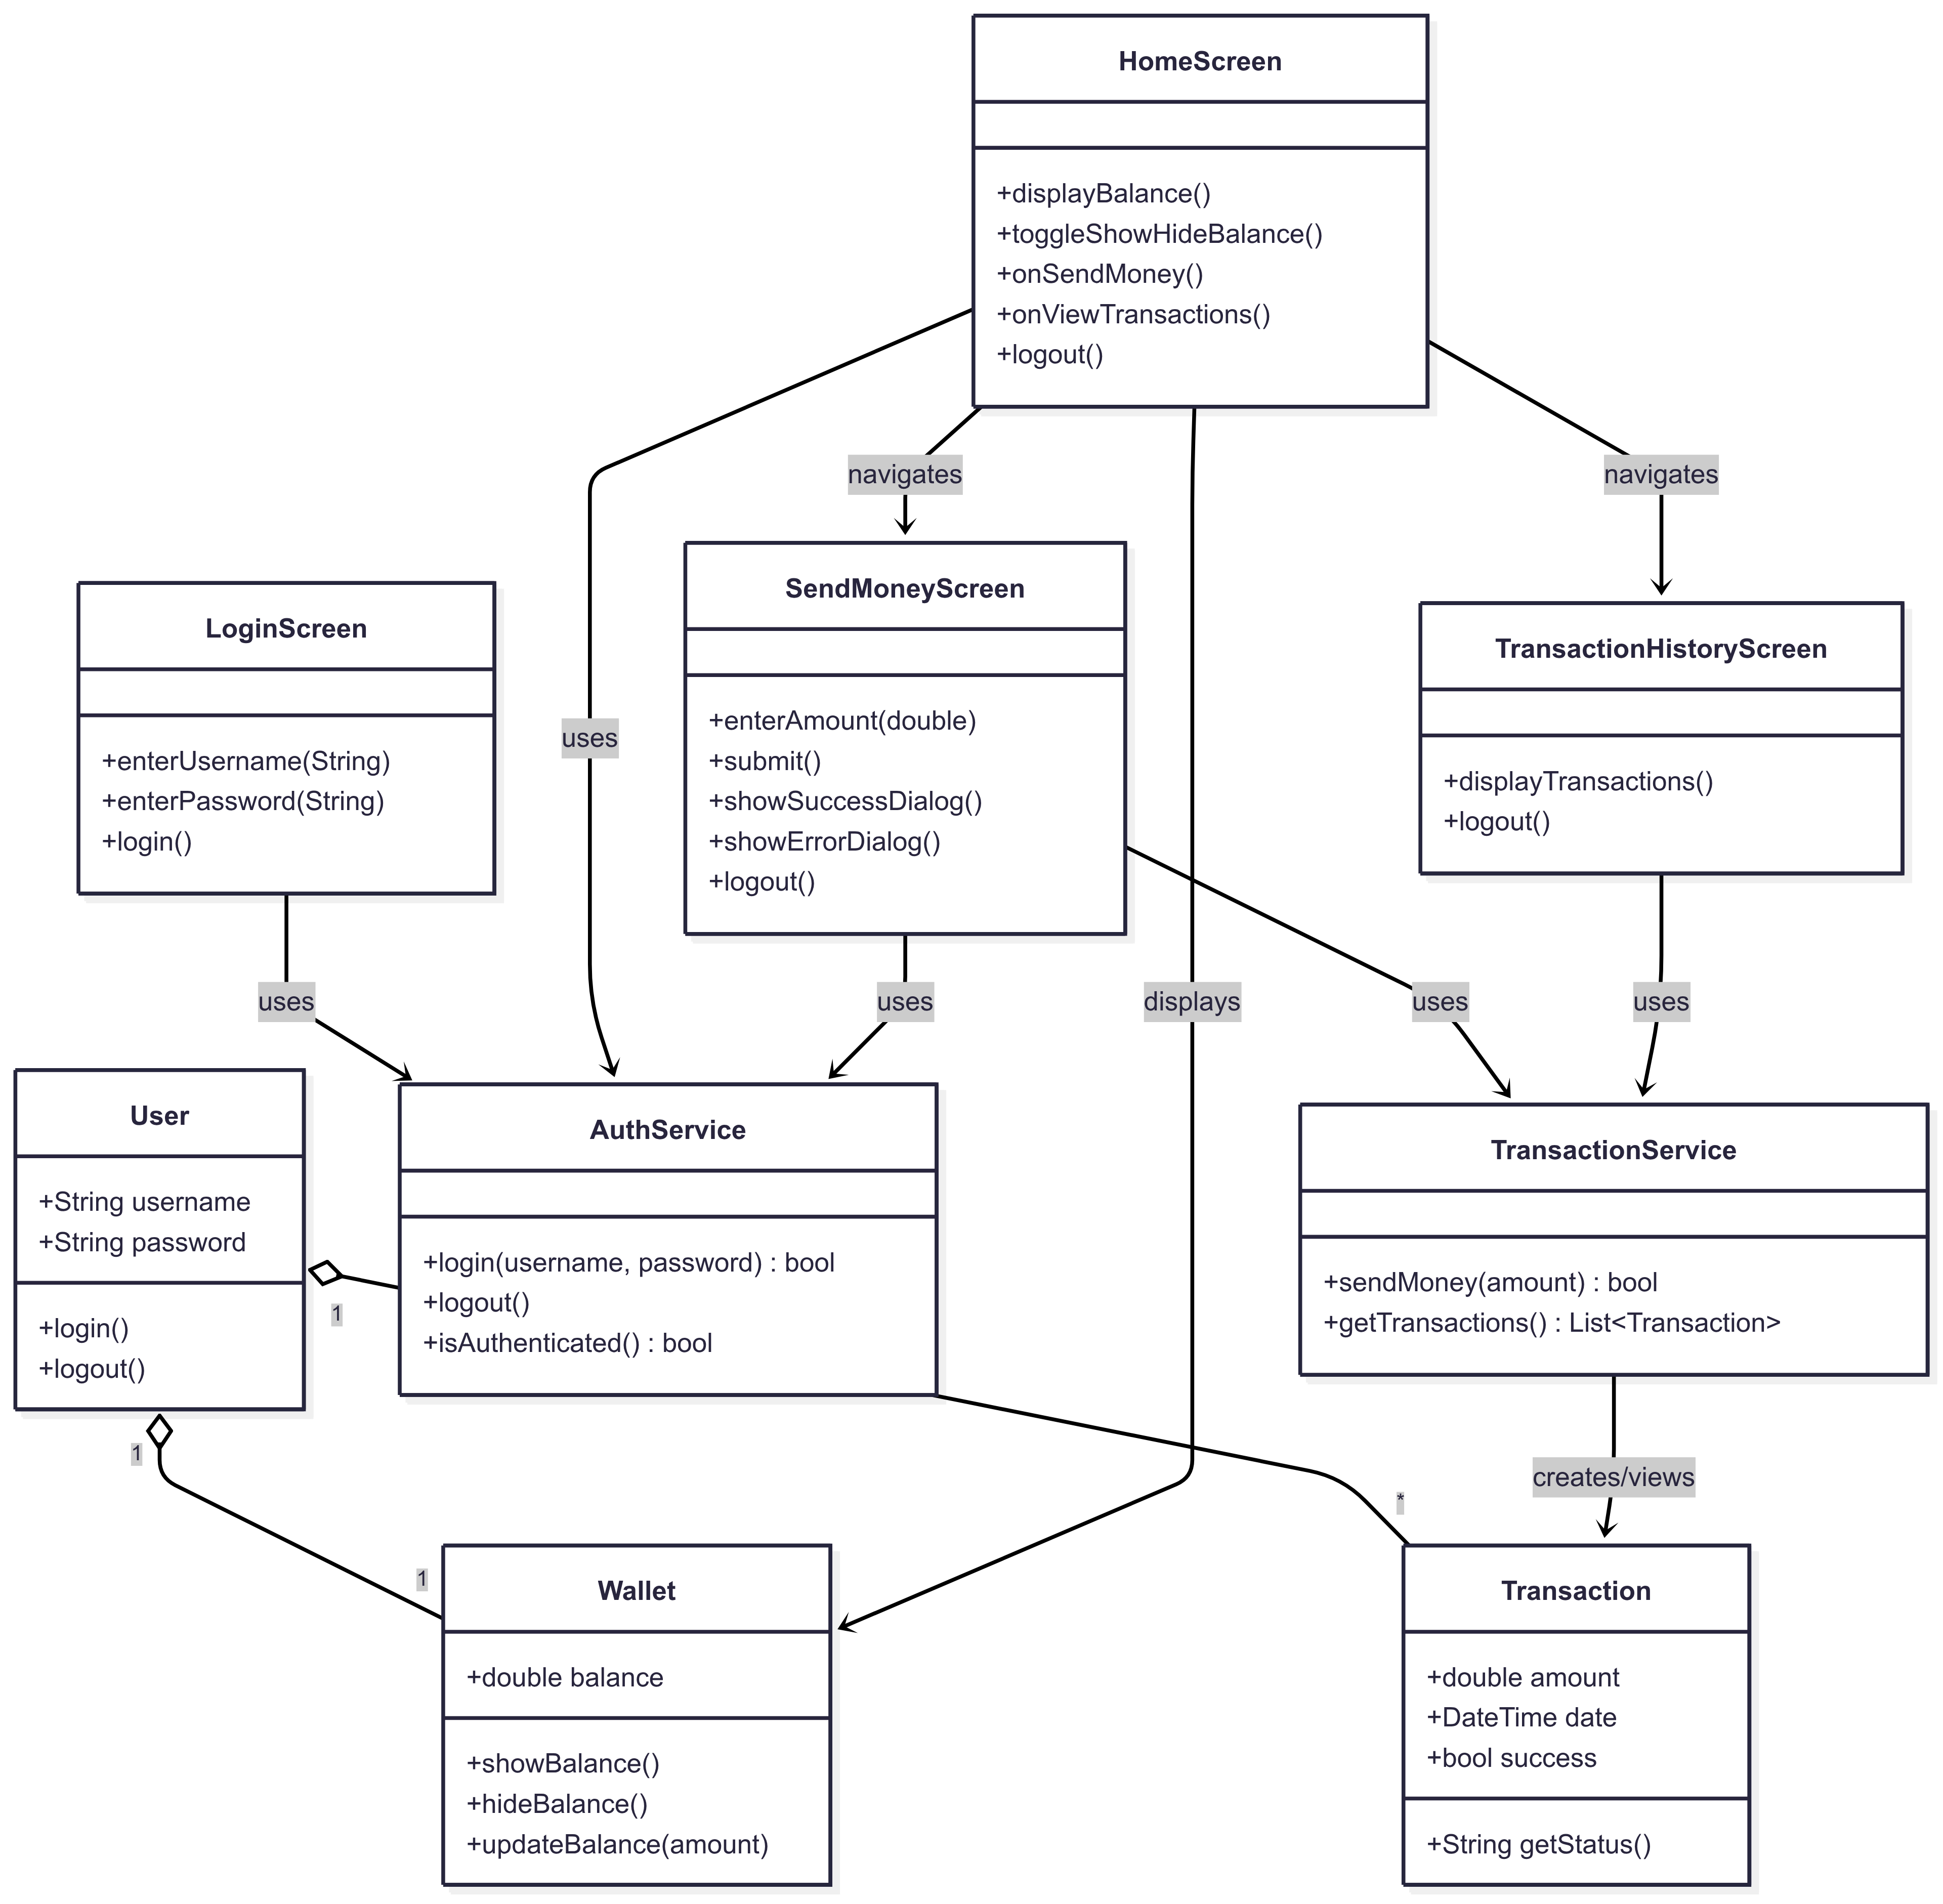 HomeScreen
+displayBalance()
+toggleShowHideBalance()
+onSendMoney()
+onViewTransactions()
+logout()
navigates
navigates
SendMoneyScreen
+enterAmount(double)
+submit()
+showSuccessDialog()
+showErrorDialog()
+logout()
LoginScreen
+enterUsername(String)
+enterPassword(String)
+login()
TransactionHistoryScreen
+displayTransactions()
+logout()
uses
uses
uses
displays
uses
uses
User
+String username
+String password
+login()
+logout()
1
AuthService
+login(username, password) : bool
+logout()
+isAuthenticated() : bool
TransactionService
+sendMoney(amount) : bool
+getTransactions() : List<Transaction>
1
creates/views
*
1
Wallet
+double balance
+showBalance()
+hideBalance()
+updateBalance(amount)
Transaction
+double amount
+DateTime date
+bool success
+String getStatus()